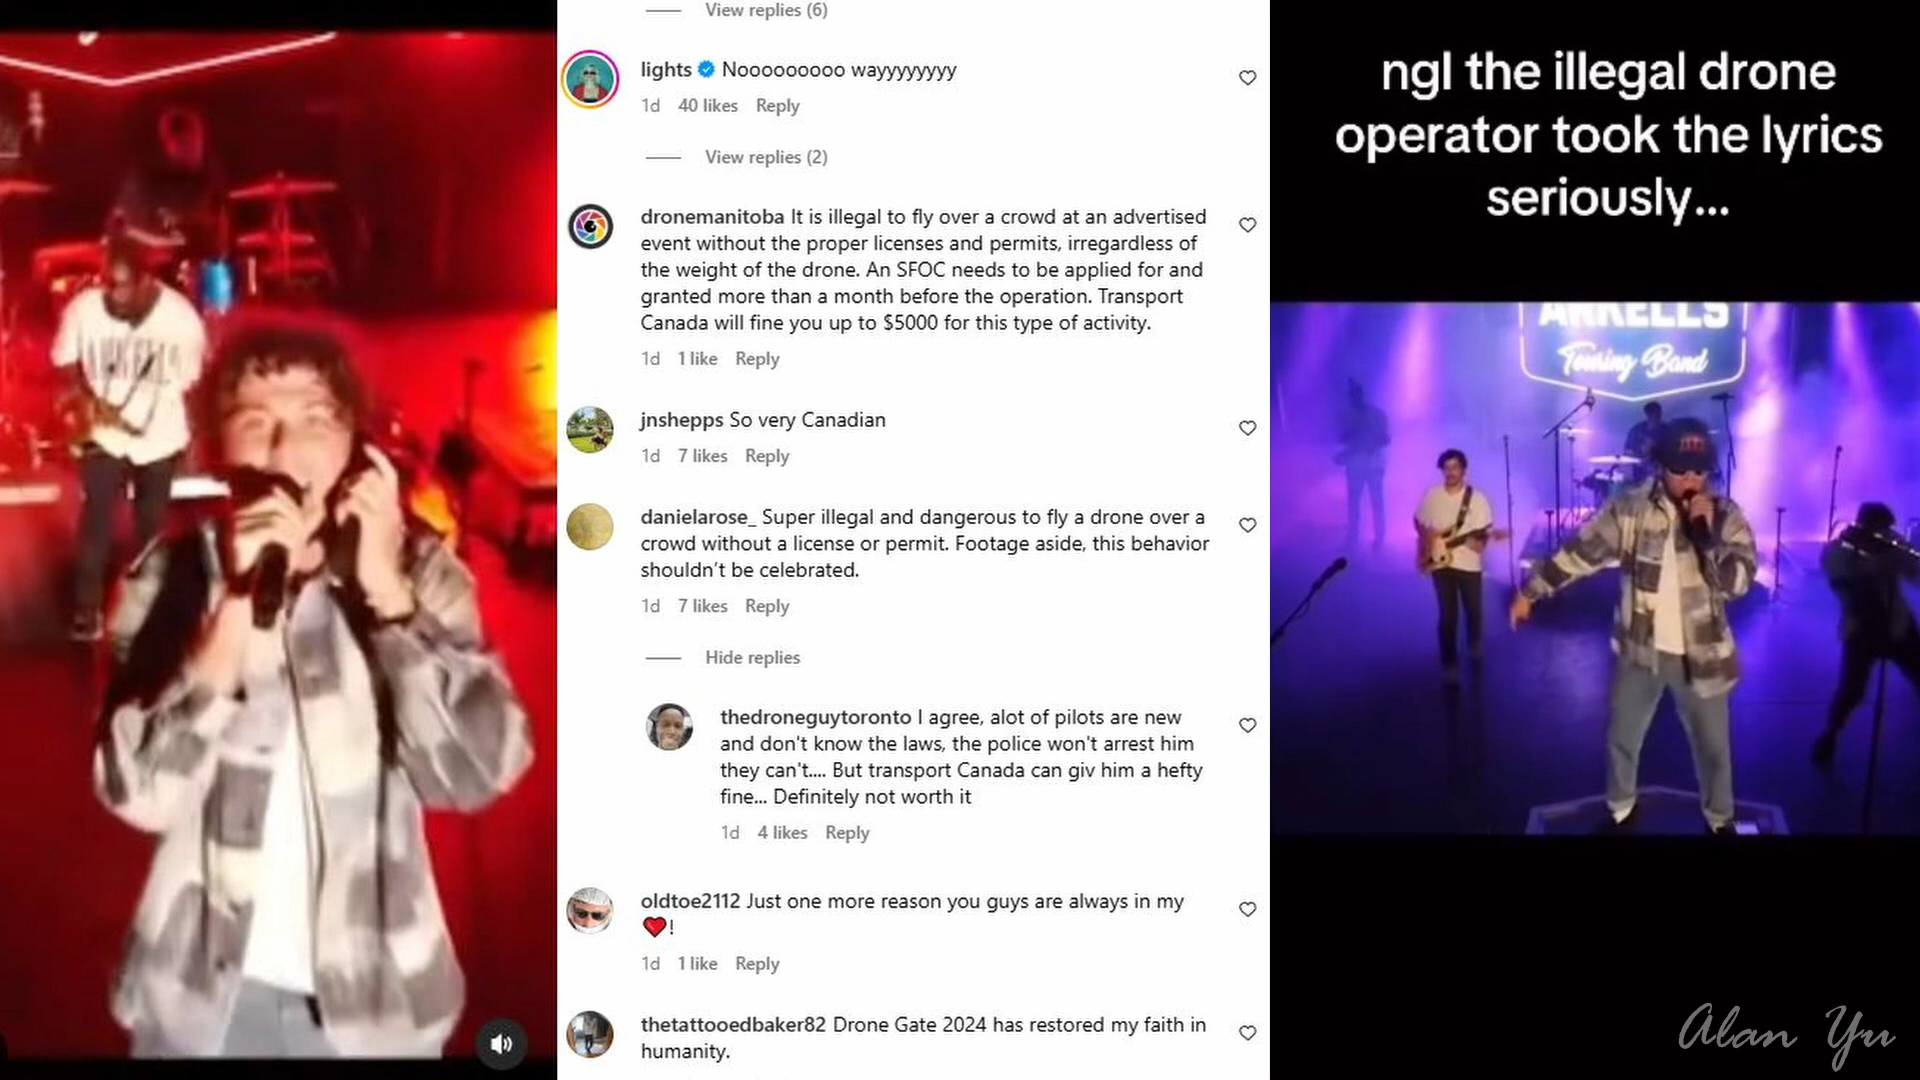 View replies (6)
lights Nooooooooo wayyyyyyyy
1d 40 likes Reply
View replies (2)
dronemanitoba It is illegal to fly over a crowd at an advertised
event without the proper licenses and permits, irregardless of
the weight of the drone. An SFOC needs to be applied for and
granted more than a month before the operation. Transport
Canada will fine you up to $5000 for this type of activity.
1d 1 like Reply
jnshepps So very Canadian
1d 7 likes Reply
danielarose_ Super illegal and dangerous to fly a drone over a
crowd without a license or permit. Footage aside, this behavior
shouldn’t be celebrated.
1d 7 likes Reply
Hide replies
thedroneguytoronto I agree, alot of pilots are new
and don't know the laws, the police won't arrest him
they can't.... But transport Canada can giv him a hefty
fine... Definitely not worth it
1d 4 likes Reply
oldtoe2112 Just one more reason you guys are always in my
❤️!
1d 1 like Reply
thetattooedbaker82 Drone Gate 2024 has restored my faith in
humanity.
ngl the illegal drone
operator took the lyrics
seriously...
ARKELLS
Touring Band
Alan Yu